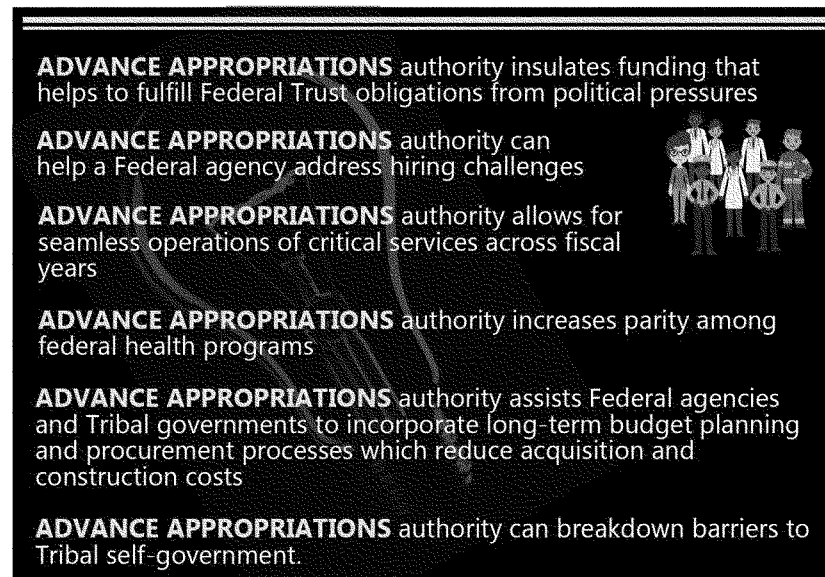 ADVANCE APPROPRIATIONS authority insulates funding that
helps to fulfill Federal Trust obligations from political pressures
ADVANCE APPROPRIATIONS authority can
help a Federal agency address hiring challenges
ADVANCE APPROPRIATIONS authority allows for
seamless operations of critical services across fiscal
years
ADVANCE APPROPRIATIONS authority increases parity among
federal health programs
ADVANCE APPROPRIATIONS authority assists Federal agencies
and Tribal governments to incorporate long-term budget planning
and procurement processes which reduce acquisition and
construction costs
ADVANCE APPROPRIATIONS authority can breakdown barriers to
Tribal self-government.